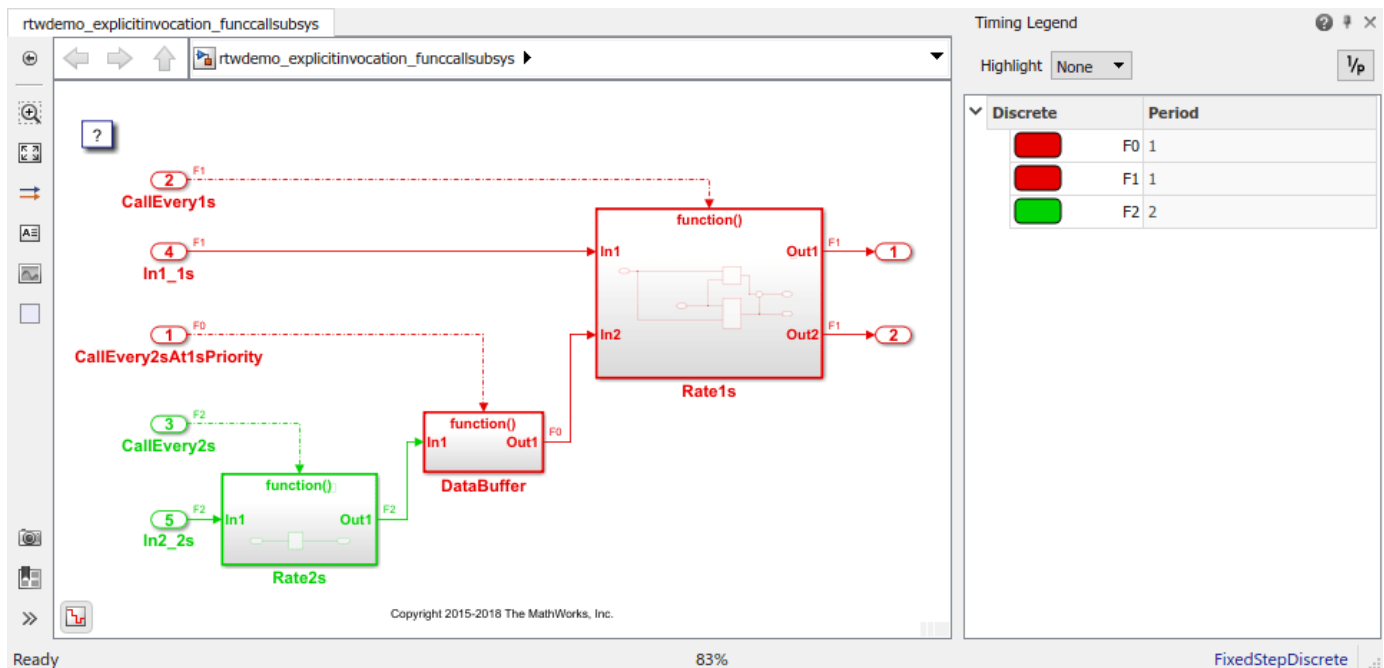 rtwdemo_explicitinvocation_funccallsubsys
Timing Legend
rtwdemo_explicitinvocation_funccallsubsys
Highlight None
1/p
Discrete Period
F0 1
F1 1
F2 2
?
2 F1
CallEvery1s
function()
4 F1
In1_1s
In1 Out1 F1 1
1 F0
CallEvery2sAt1sPriority
In2 Out2 F1 2
Rate1s
3 F2
CallEvery2s
function()
In1 Out1 F0
DataBuffer
function()
5 F2
In2_2s
In1 Out1 F2
Rate2s
Copyright 2015-2018 The MathWorks, Inc.
Ready 83% FixedStepDiscrete